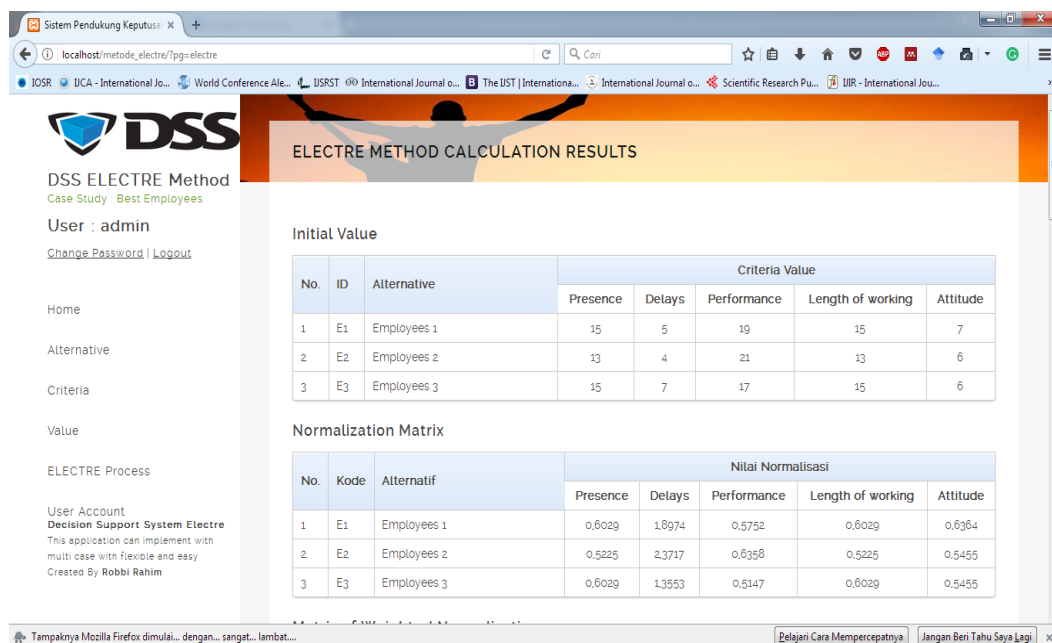 Sistem Pendukung Keputusa × +
localhost/metode_electre/?pg=electre
Cari
ABP
IOSR IJCA - International Jo... World Conference Ale... IJSRST International Journal o... The IJST | Internationa... International Journal o... Scientific Research Pu... IJIR - International Jou...
DSS
DSS ELECTRE Method
Case Study : Best Employees
User : admin
Change Password | Logout
Home
Alternative
Criteria
Value
ELECTRE Process
User Account
Decision Support System Electre
This application can implement with
multi case with flexible and easy
Created By Robbi Rahim
ELECTRE METHOD CALCULATION RESULTS
Initial Value
No. ID Alternative Criteria Value
Presence Delays Performance Length of working Attitude
1 E1 Employees 1 15 5 19 15 7
2 E2 Employees 2 13 4 21 13 6
3 E3 Employees 3 15 7 17 15 6
Normalization Matrix
No. Kode Alternatif Nilai Normalisasi
Presence Delays Performance Length of working Attitude
1 E1 Employees 1 0,6029 1,8974 0,5752 0,6029 0,6364
2 E2 Employees 2 0,5225 2,3717 0,6358 0,5225 0,5455
3 E3 Employees 3 0,6029 1,3553 0,5147 0,6029 0,5455
Tampaknya Mozilla Firefox dimulai... dengan... sangat... lambat.... Pelajari Cara Mempercepatnya Jangan Beri Tahu Saya Lagi ×